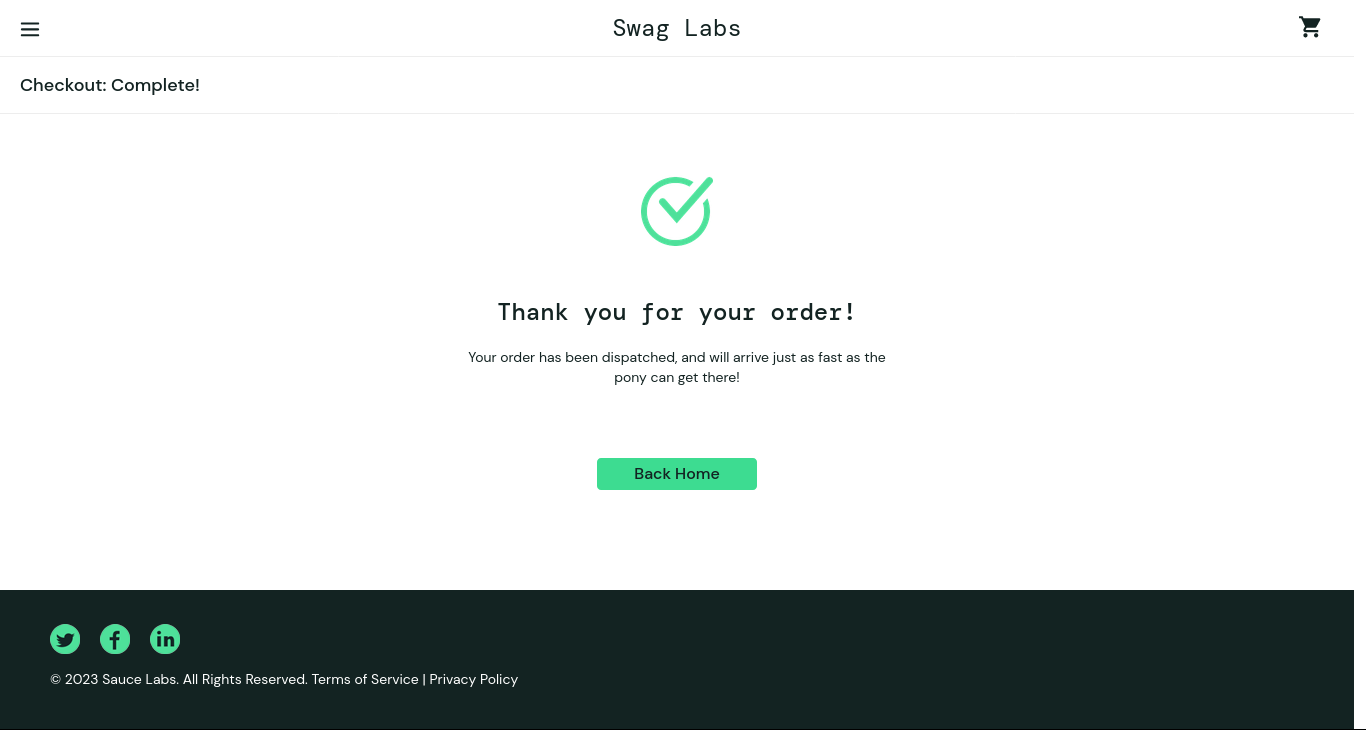 Swag Labs
Checkout: Complete!
Thank you for your order!
Your order has been dispatched, and will arrive just as fast as the
pony can get there!
Back Home
© 2023 Sauce Labs. All Rights Reserved. Terms of Service | Privacy Policy